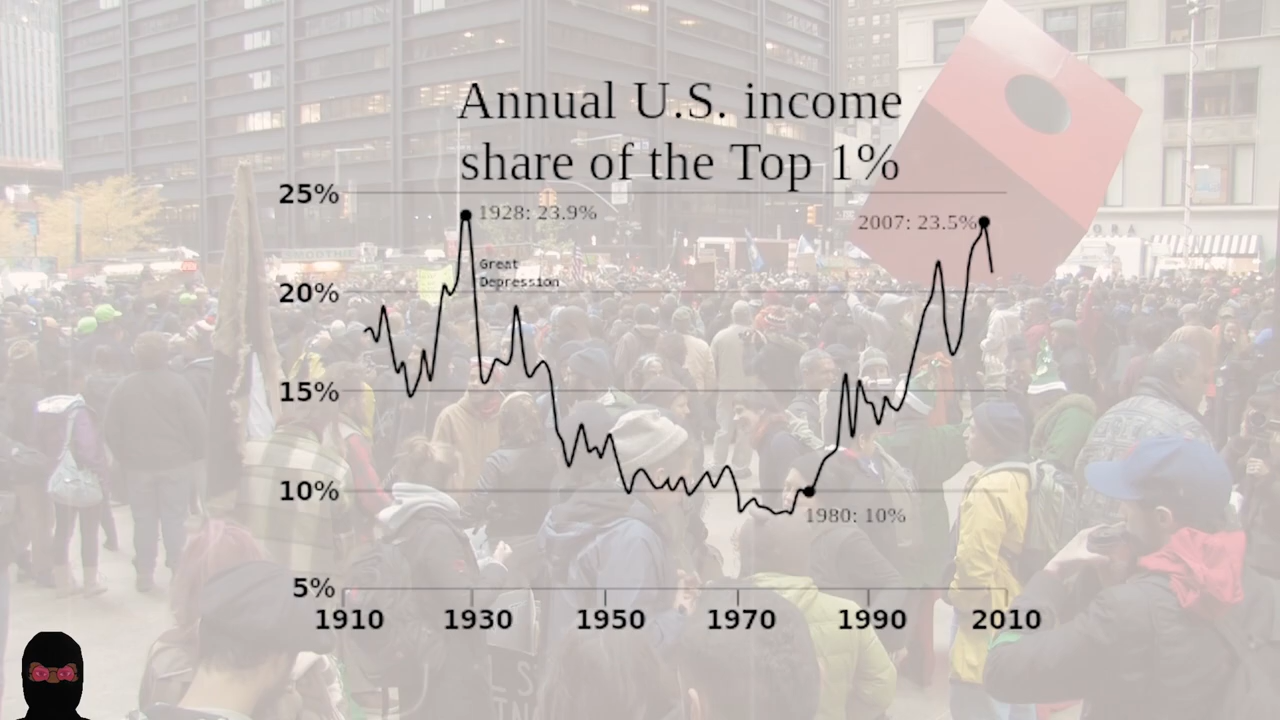 Annual U.S. income
share of the Top 1%
25%
1928: 23.9%
2007: 23.5%
Great
Depression
20%
15%
10%
1980: 10%
5%
1910 1930 1950 1970 1990 2010